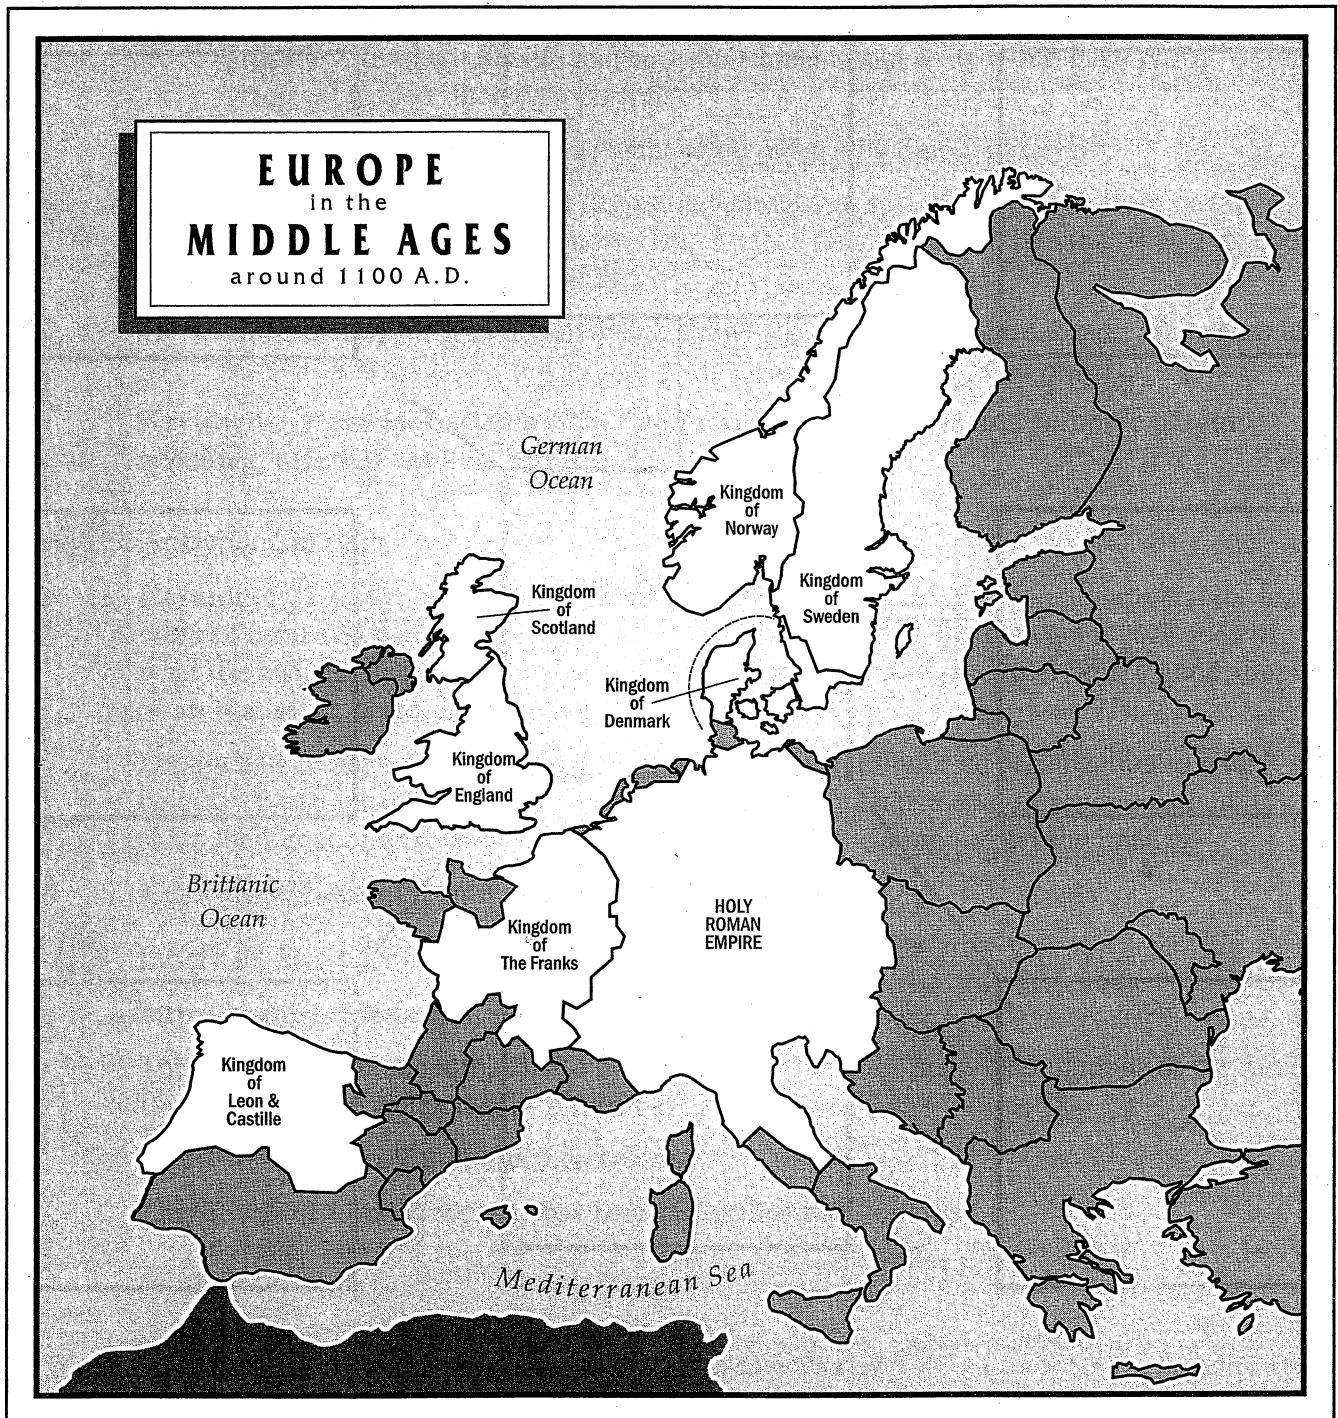 EUROPE
in the
MIDDLE AGES
around 1100 A.D.
German
Ocean
Kingdom
of
Norway
Kingdom
of
Sweden
Kingdom
of
Scotland
Kingdom
of
Denmark
Kingdom
of
England
Brittanic
Ocean
HOLY
ROMAN
EMPIRE
Kingdom
of
The Franks
Kingdom
of
Leon &
Castille
Mediterranean Sea